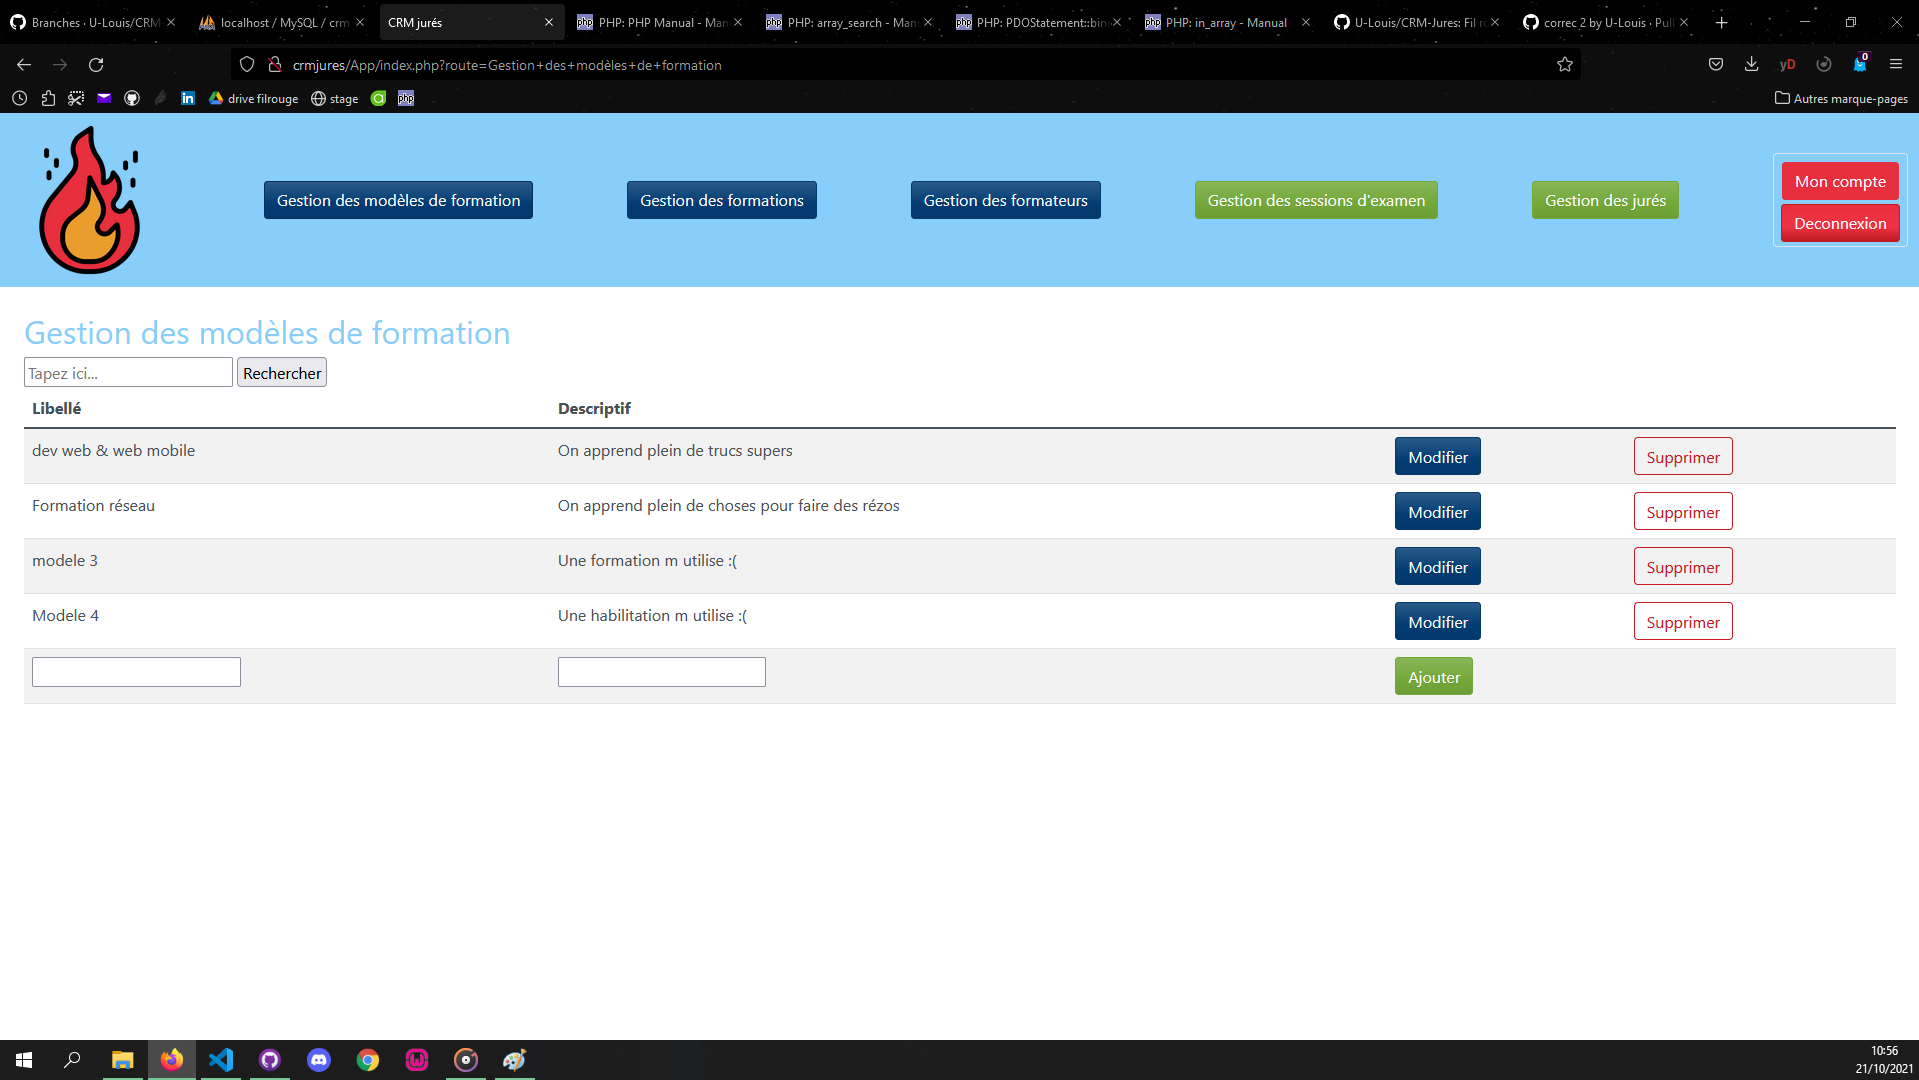 Branches · U-Louis/CRM
localhost / MySQL / crm
CRM jurés
PHP: PHP Manual - Man
PHP: array_search - Manu
PHP: PDOStatement::bin
PHP: in_array - Manual
U-Louis/CRM-Jures: Fil ro
correc 2 by U-Louis · Pull
crmjures/App/index.php?route=Gestion+des+modèles+de+formation
yD
0
drive filrouge
stage
php
Autres marque-pages
Gestion des modèles de formation
Gestion des formations
Gestion des formateurs
Gestion des sessions d'examen
Gestion des jurés
Mon compte
Deconnexion
Gestion des modèles de formation
Tapez ici...
Rechercher
Libellé
Descriptif
dev web & web mobile
On apprend plein de trucs supers
Modifier
Supprimer
Formation réseau
On apprend plein de choses pour faire des rézos
Modifier
Supprimer
modele 3
Une formation m utilise :(
Modifier
Supprimer
Modele 4
Une habilitation m utilise :(
Modifier
Supprimer
Ajouter
10:56
21/10/2021